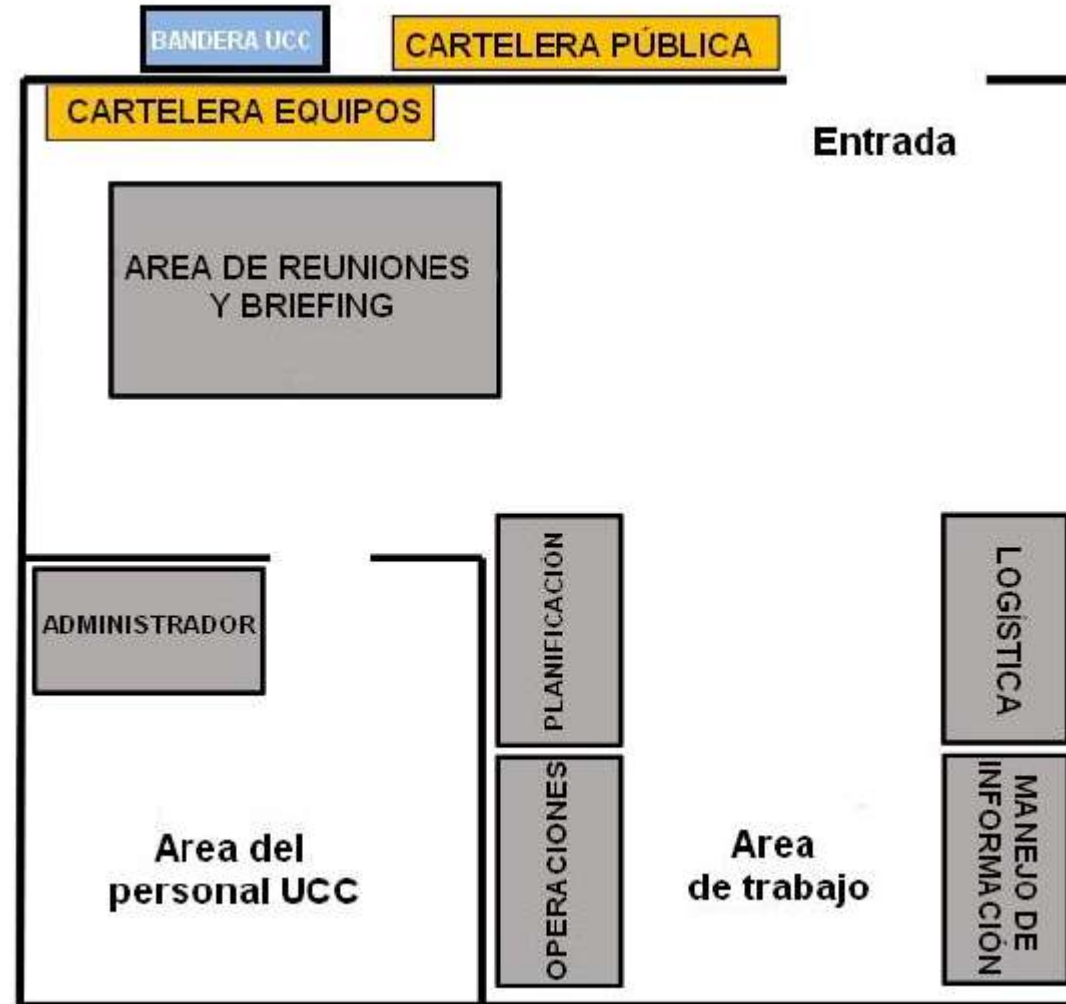 BANDERA UCC
CARTELERA PÚBLICA
CARTELERA EQUIPOS
Entrada
AREA DE REUNIONES
Y BRIEFING
ADMINISTRADOR
PLANIFICACIÓN
LOGÍSTICA
Area del
personal UCC
OPERACIONES
Area
de trabajo
MANEJO DE
INFORMACIÓN